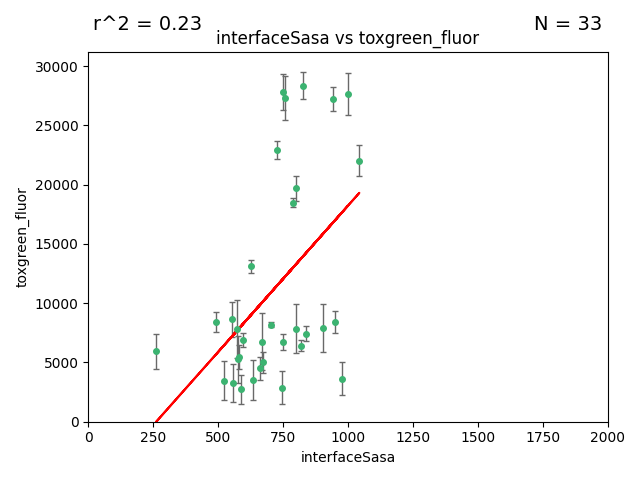 r^2 = 0.23
N = 33
interfaceSasa vs toxgreen_fluor
30000
25000
20000
15000
10000
5000
0
toxgreen_fluor
0 250 500 750 1000 1250 1500 1750 2000
interfaceSasa